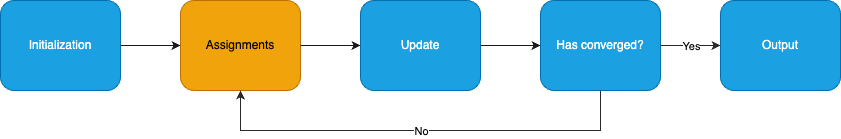 Initialization
Assignments
Update
Has converged?
Yes
Output
No